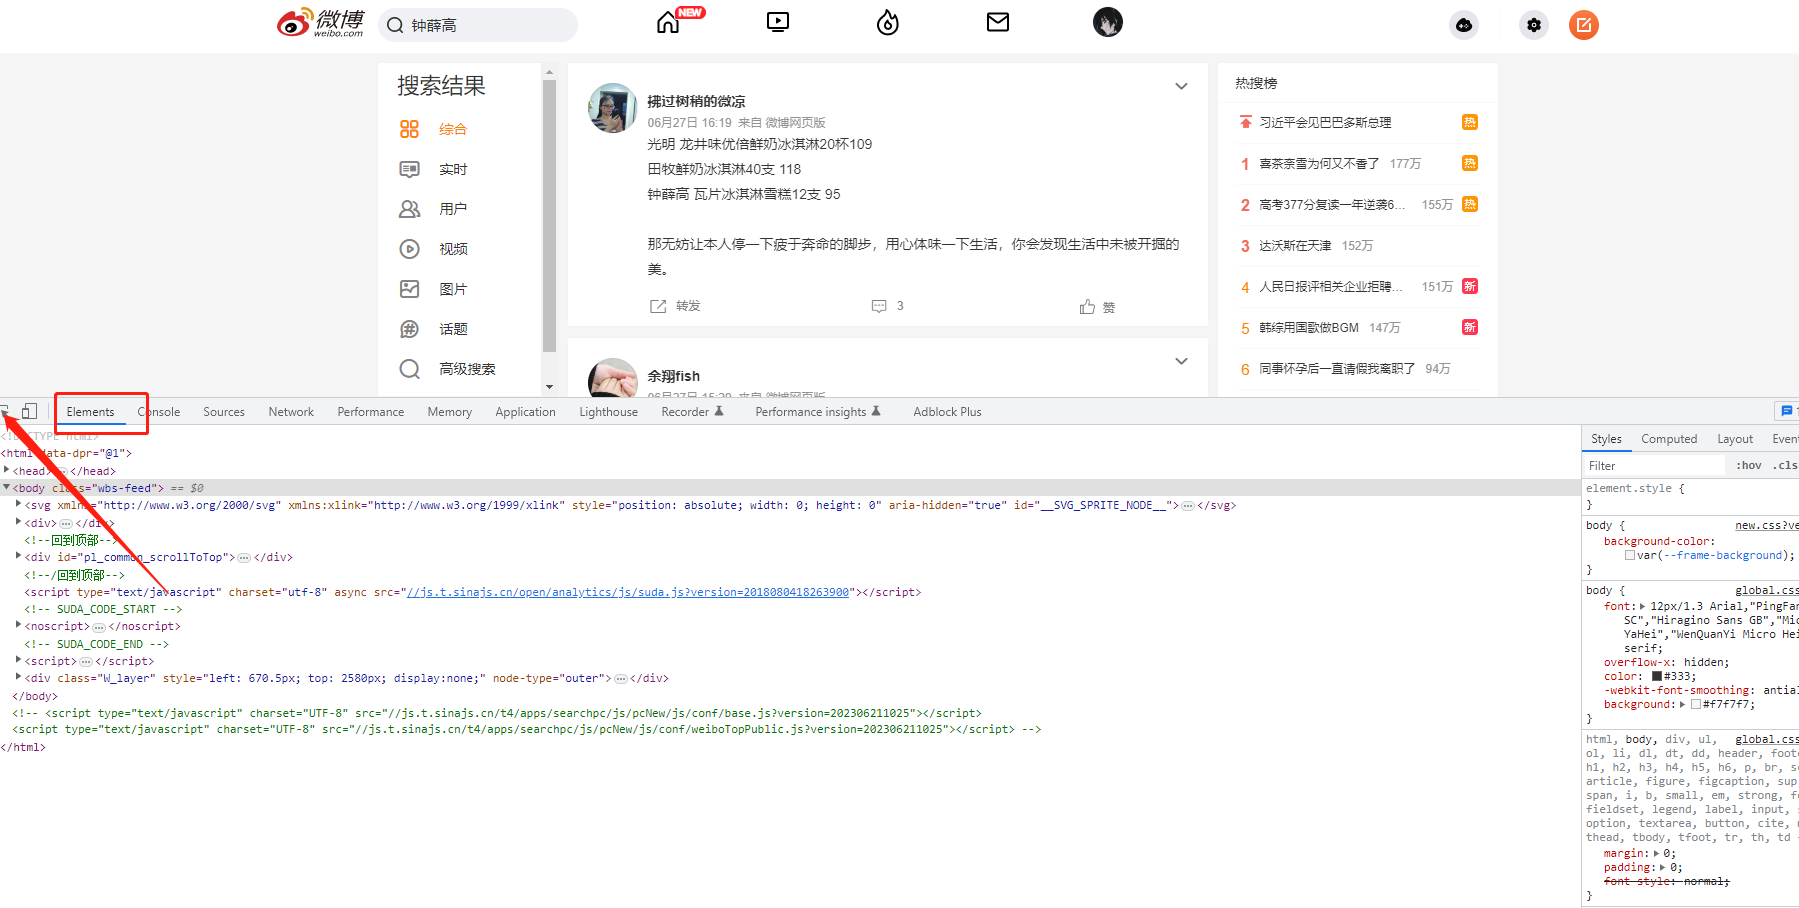 微博
weibo.com
钟薛高
NEW
搜索结果
综合
实时
用户
视频
图片
话题
高级搜索
拂过树稍的微凉
06月27日 16:19 来自 微博网页版
光明 龙井味优倍鲜奶冰淇淋20杯109
田牧鲜奶冰淇淋40支 118
钟薛高 瓦片冰淇淋雪糕12支 95
那无妨让本人停一下疲于奔命的脚步，用心体味一下生活，你会发现生活中未被开掘的
美。
转发
3
赞
余翔fish
热搜榜
习近平会见巴巴多斯总理 热
1 喜茶奈雪为何又不香了 177万 热
2 高考377分复读一年逆袭6... 155万 热
3 达沃斯在天津 152万
4 人民日报评相关企业拒聘... 151万 新
5 韩综用国歌做BGM 147万 新
6 同事怀孕后一直请假我离职了 94万
Elements Console Sources Network Performance Memory Application Lighthouse Recorder Performance insights Adblock Plus
<!DOCTYPE html>
<html data-dpr="@1">
<head>…</head>
<body class="wbs-feed"> == $0
<svg xmlns="http://www.w3.org/2000/svg" xmlns:xlink="http://www.w3.org/1999/xlink" style="position: absolute; width: 0; height: 0" aria-hidden="true" id="__SVG_SPRITE_NODE__">…</svg>
<div>…</div>
<!--回到顶部-->
<div id="pl_common_scrollToTop">…</div>
<!--/回到顶部-->
<script type="text/javascript" charset="utf-8" async src="//js.t.sinajs.cn/open/analytics/js/suda.js?version=2018080418263900"></script>
<!-- SUDA_CODE_START -->
<noscript>…</noscript>
<!-- SUDA_CODE_END -->
<script>…</script>
<div class="W_layer" style="left: 670.5px; top: 2580px; display:none;" node-type="outer">…</div>
</body>
<!-- <script type="text/javascript" charset="UTF-8" src="//js.t.sinajs.cn/t4/apps/searchpc/js/pcNew/js/conf/base.js?version=202306211025"></script>
<script type="text/javascript" charset="UTF-8" src="//js.t.sinajs.cn/t4/apps/searchpc/js/pcNew/js/conf/weiboTopPublic.js?version=202306211025"></script> -->
</html>
Styles Computed Layout Event
Filter :hov .cls
element.style {
}
body { new.css?ve
background-color:
var(--frame-background);
}
body { global.css
font: 12px/1.3 Arial,"PingFan
SC","Hiragino Sans GB","Mic
YaHei","WenQuanYi Micro Hei
serif;
overflow-x: hidden;
color: #333;
-webkit-font-smoothing: antial
background: #f7f7f7;
}
html, body, div, ul, global.css
ol, li, dl, dt, dd, header, foote
h1, h2, h3, h4, h5, h6, p, br, s
article, figure, figcaption, sup
span, i, b, small, em, strong, f
fieldset, legend, label, input,
option, textarea, button, cite,
thead, tbody, tfoot, tr, th, td
margin: 0;
padding: 0;
font-style: normal;
}